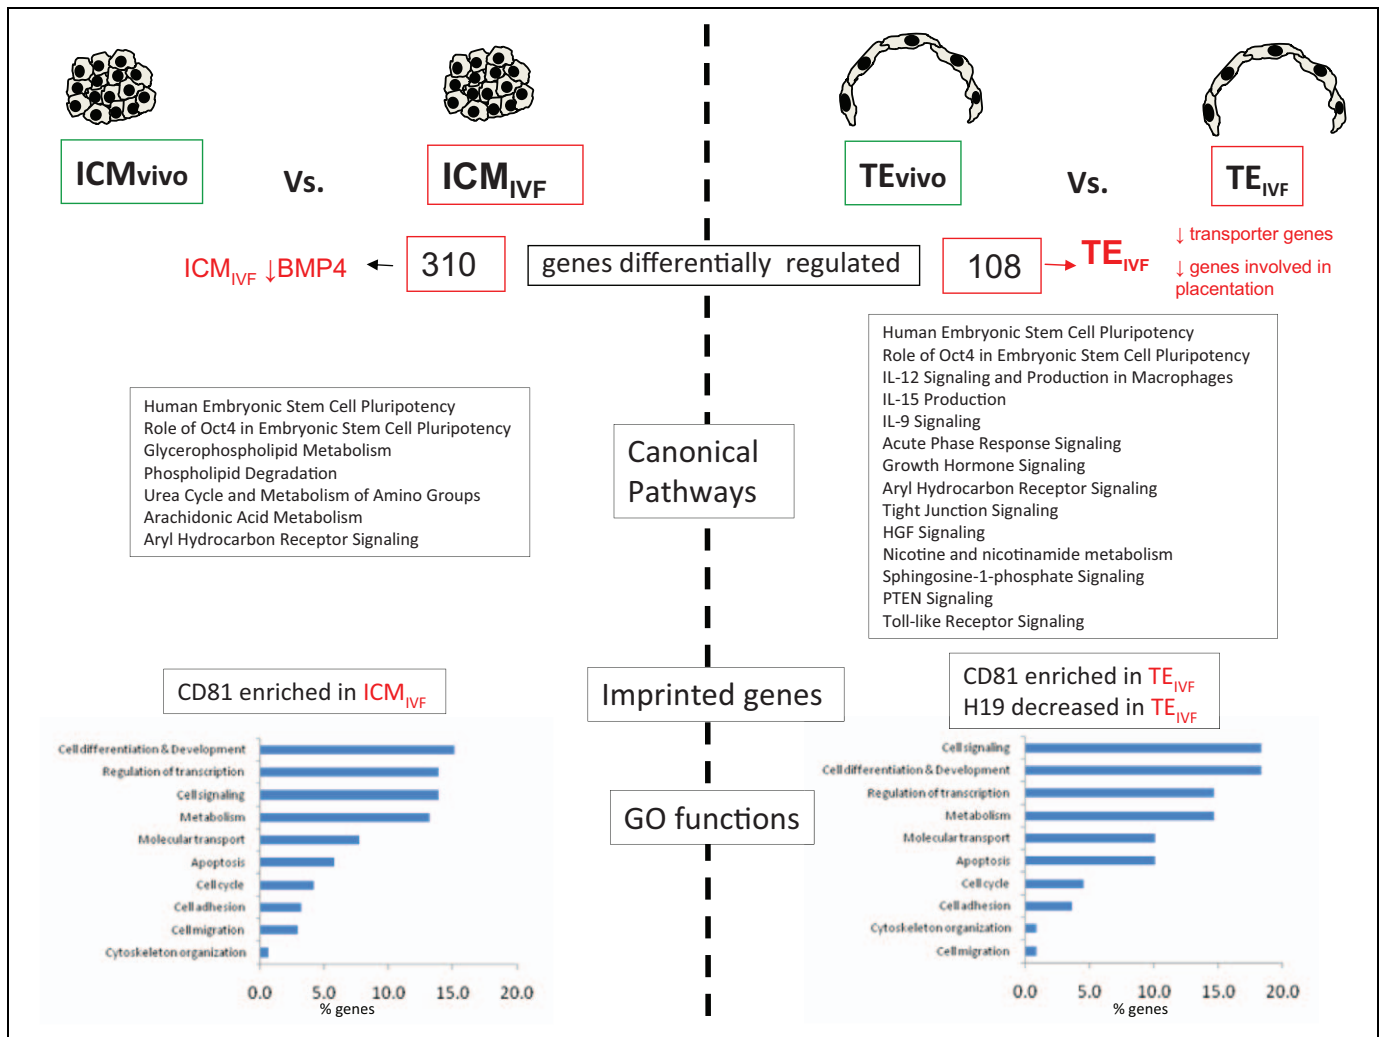 ICMvivo
Vs.
ICMIVF
TEvivo
Vs.
TEIVF
ICMIVF ↓BMP4
310
genes differentially regulated
108
TEIVF
↓ transporter genes
↓ genes involved in
placentation
Human Embryonic Stem Cell Pluripotency
Role of Oct4 in Embryonic Stem Cell Pluripotency
Glycerophospholipid Metabolism
Phospholipid Degradation
Urea Cycle and Metabolism of Amino Groups
Arachidonic Acid Metabolism
Aryl Hydrocarbon Receptor Signaling
Canonical
Pathways
Human Embryonic Stem Cell Pluripotency
Role of Oct4 in Embryonic Stem Cell Pluripotency
IL-12 Signaling and Production in Macrophages
IL-15 Production
IL-9 Signaling
Acute Phase Response Signaling
Growth Hormone Signaling
Aryl Hydrocarbon Receptor Signaling
Tight Junction Signaling
HGF Signaling
Nicotine and nicotinamide metabolism
Sphingosine-1-phosphate Signaling
PTEN Signaling
Toll-like Receptor Signaling
CD81 enriched in ICMIVF
Imprinted genes
CD81 enriched in TEIVF
H19 decreased in TEIVF
Cell differentiation & Development
Regulation of transcription
Cell signaling
Metabolism
Molecular transport
Apoptosis
Cell cycle
Cell adhesion
Cell migration
Cytoskeleton organization
0.0 5.0 10.0 15.0 20.0
% genes
GO functions
Cell signaling
Cell differentiation & Development
Regulation of transcription
Metabolism
Molecular transport
Apoptosis
Cell cycle
Cell adhesion
Cytoskeleton organization
Cell migration
0.0 5.0 10.0 15.0 20.0
% genes